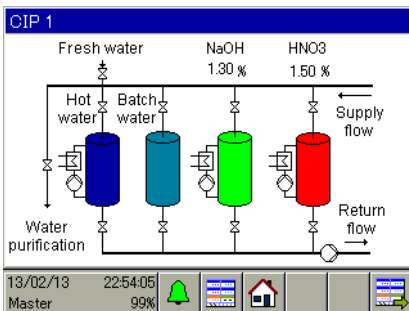 CIP 1
Fresh water
NaOH
HNO3
1.30 %
1.50 %
Hot water
Batch water
Supply flow
Water purification
Return flow
13/02/13 22:54:05
Master 99%